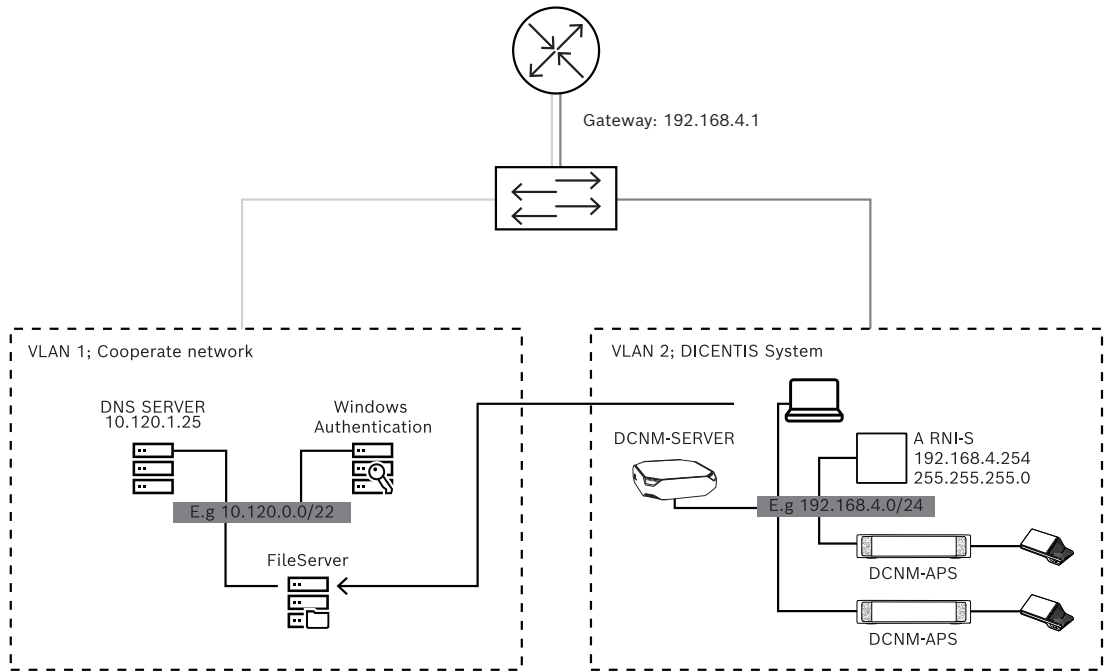 Gateway: 192.168.4.1
VLAN 1; Cooperate network
DNS SERVER
10.120.1.25
Windows
Authentication
E.g 10.120.0.0/22
FileServer
VLAN 2; DICENTIS System
DCNM-SERVER
A RNI-S
192.168.4.254
255.255.255.0
E.g 192.168.4.0/24
DCNM-APS
DCNM-APS